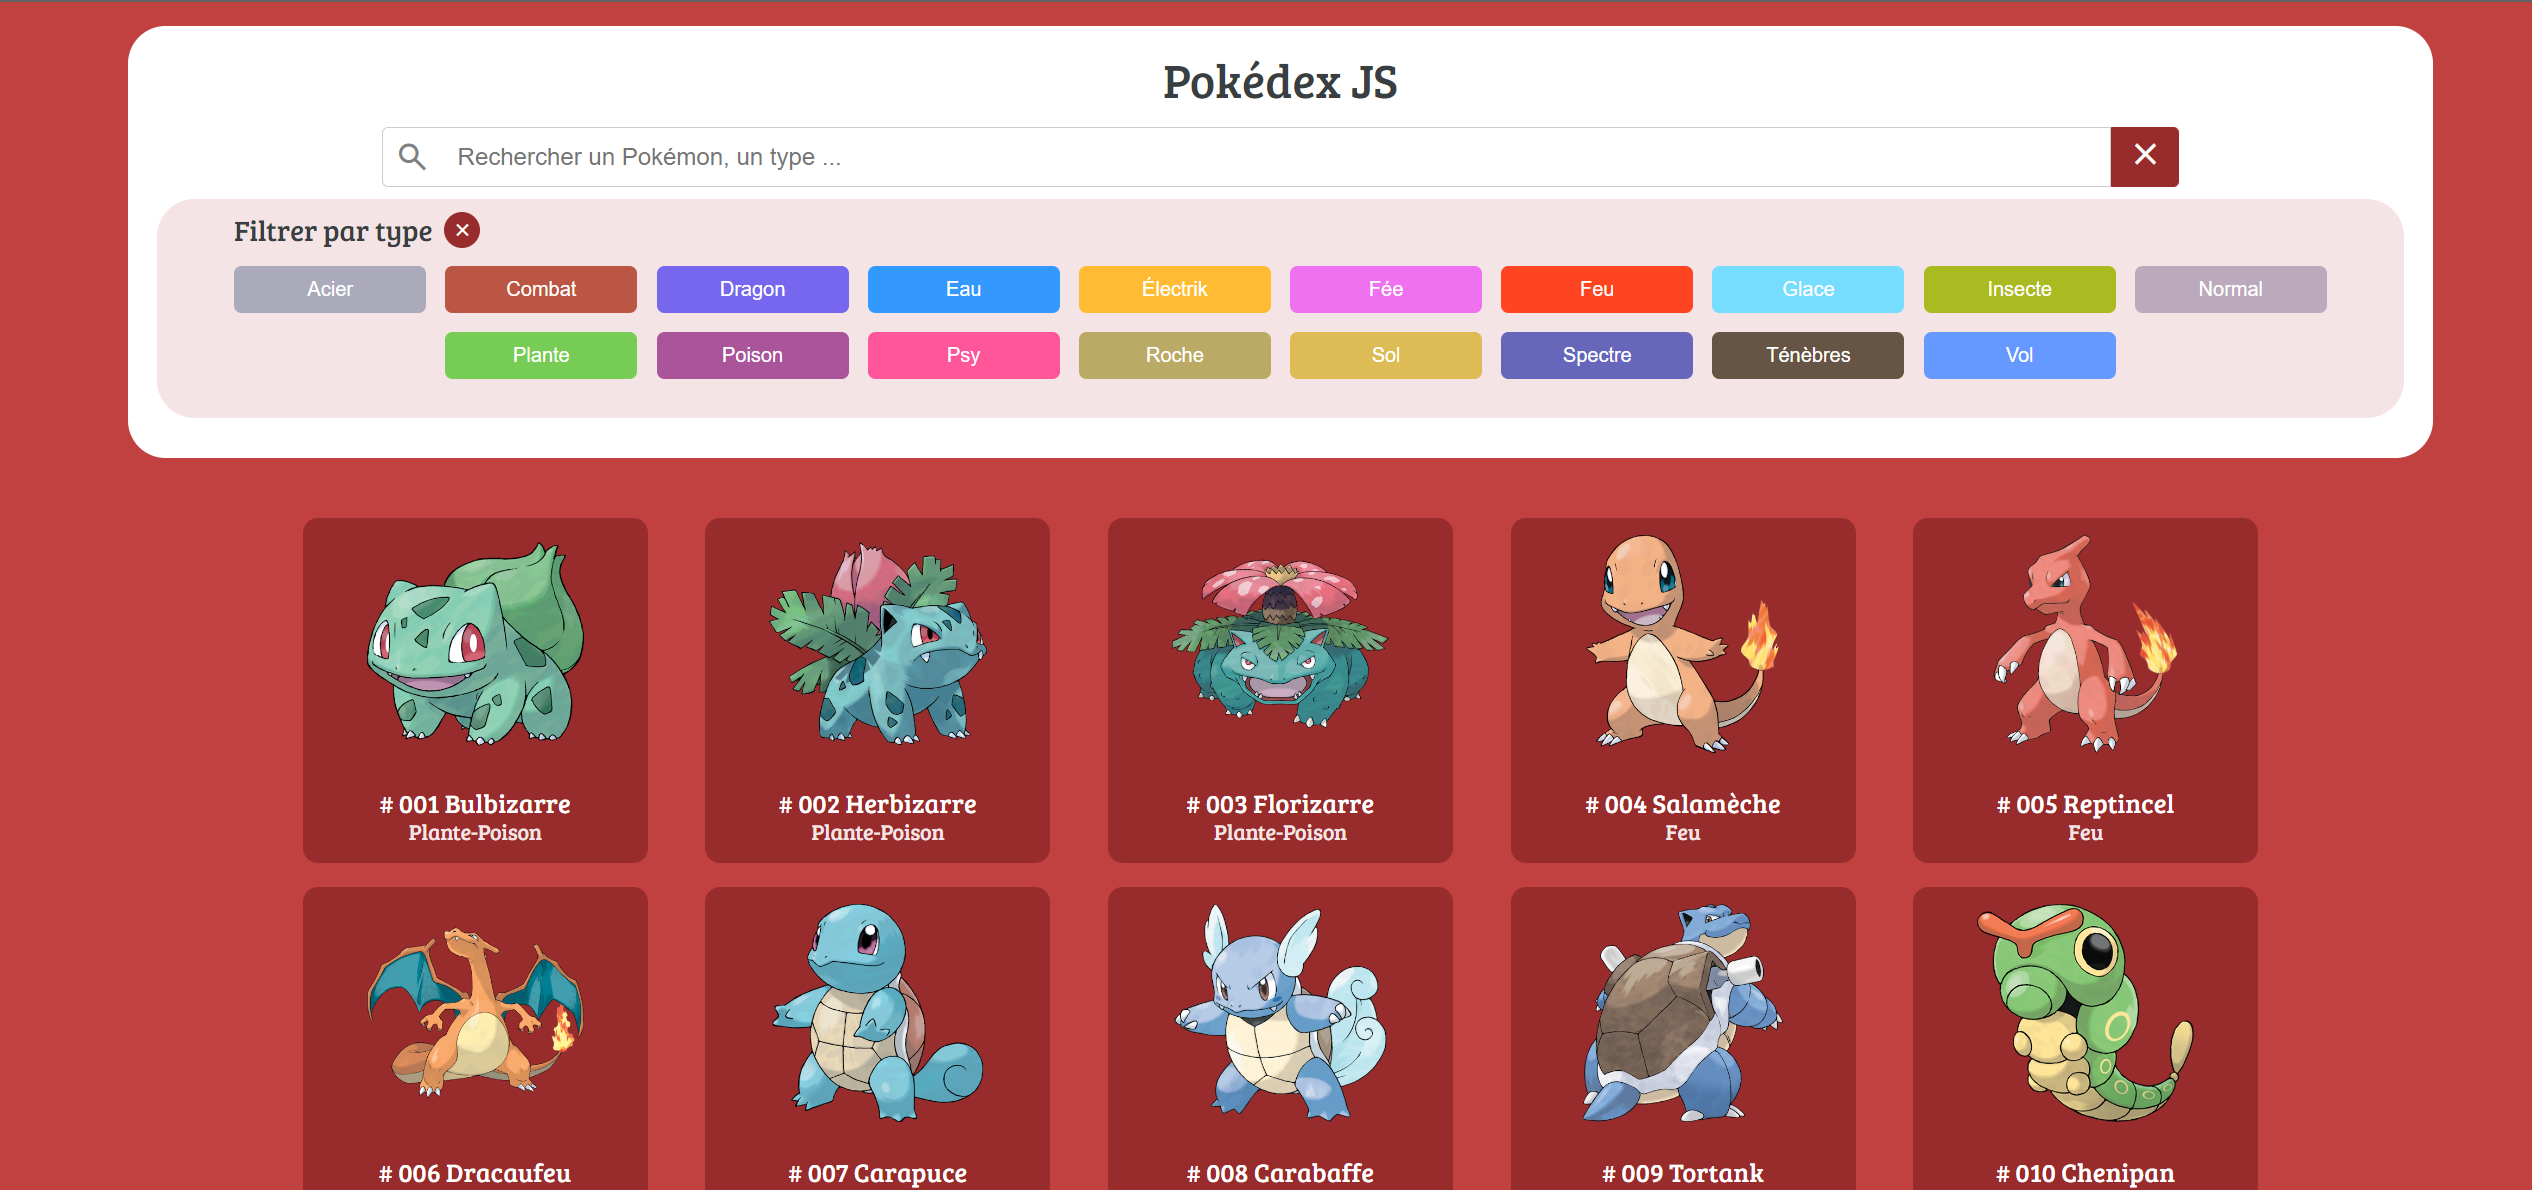 Pokédex JS
Rechercher un Pokémon, un type ...
Filtrer par type
Acier Combat Dragon Eau Électrik Fée Feu Glace Insecte Normal
Plante Poison Psy Roche Sol Spectre Ténèbres Vol
# 001 Bulbizarre
Plante-Poison
# 002 Herbizarre
Plante-Poison
# 003 Florizarre
Plante-Poison
# 004 Salamèche
Feu
# 005 Reptincel
Feu
# 006 Dracaufeu
# 007 Carapuce
# 008 Carabaffe
# 009 Tortank
# 010 Chenipan